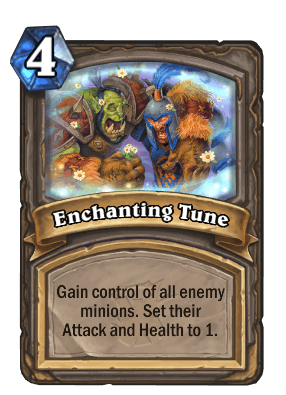 4
Enchanting Tune
Gain control of all enemy
minions. Set their
Attack and Health to 1.